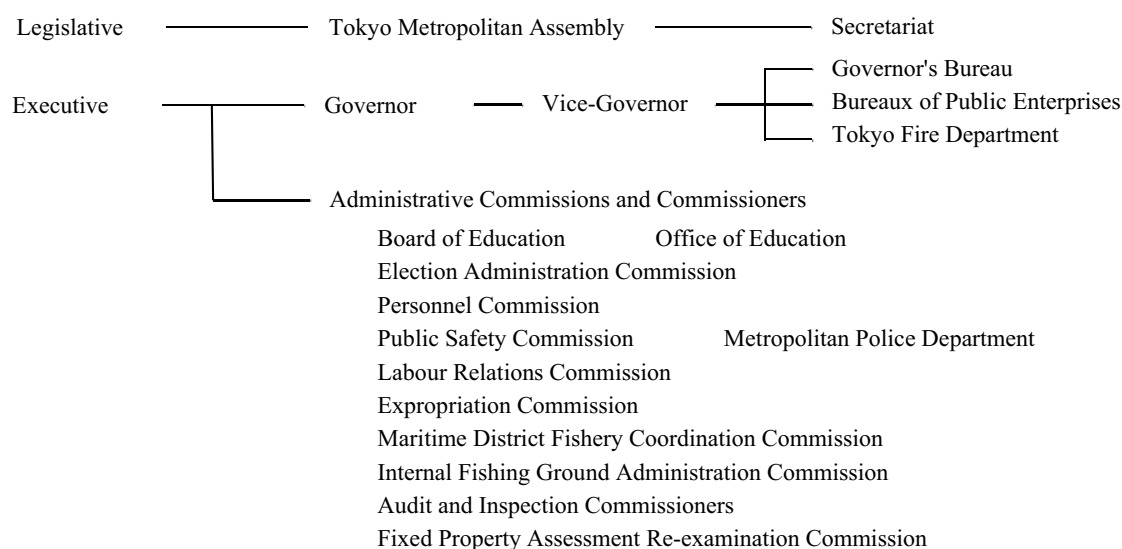 Legislative Tokyo Metropolitan Assembly Secretariat
Governor's Bureau
Executive Governor Vice-Governor Bureaux of Public Enterprises
Tokyo Fire Department
Administrative Commissions and Commissioners
Board of Education Office of Education
Election Administration Commission
Personnel Commission
Public Safety Commission Metropolitan Police Department
Labour Relations Commission
Expropriation Commission
Maritime District Fishery Coordination Commission
Internal Fishing Ground Administration Commission
Audit and Inspection Commissioners
Fixed Property Assessment Re-examination Commission